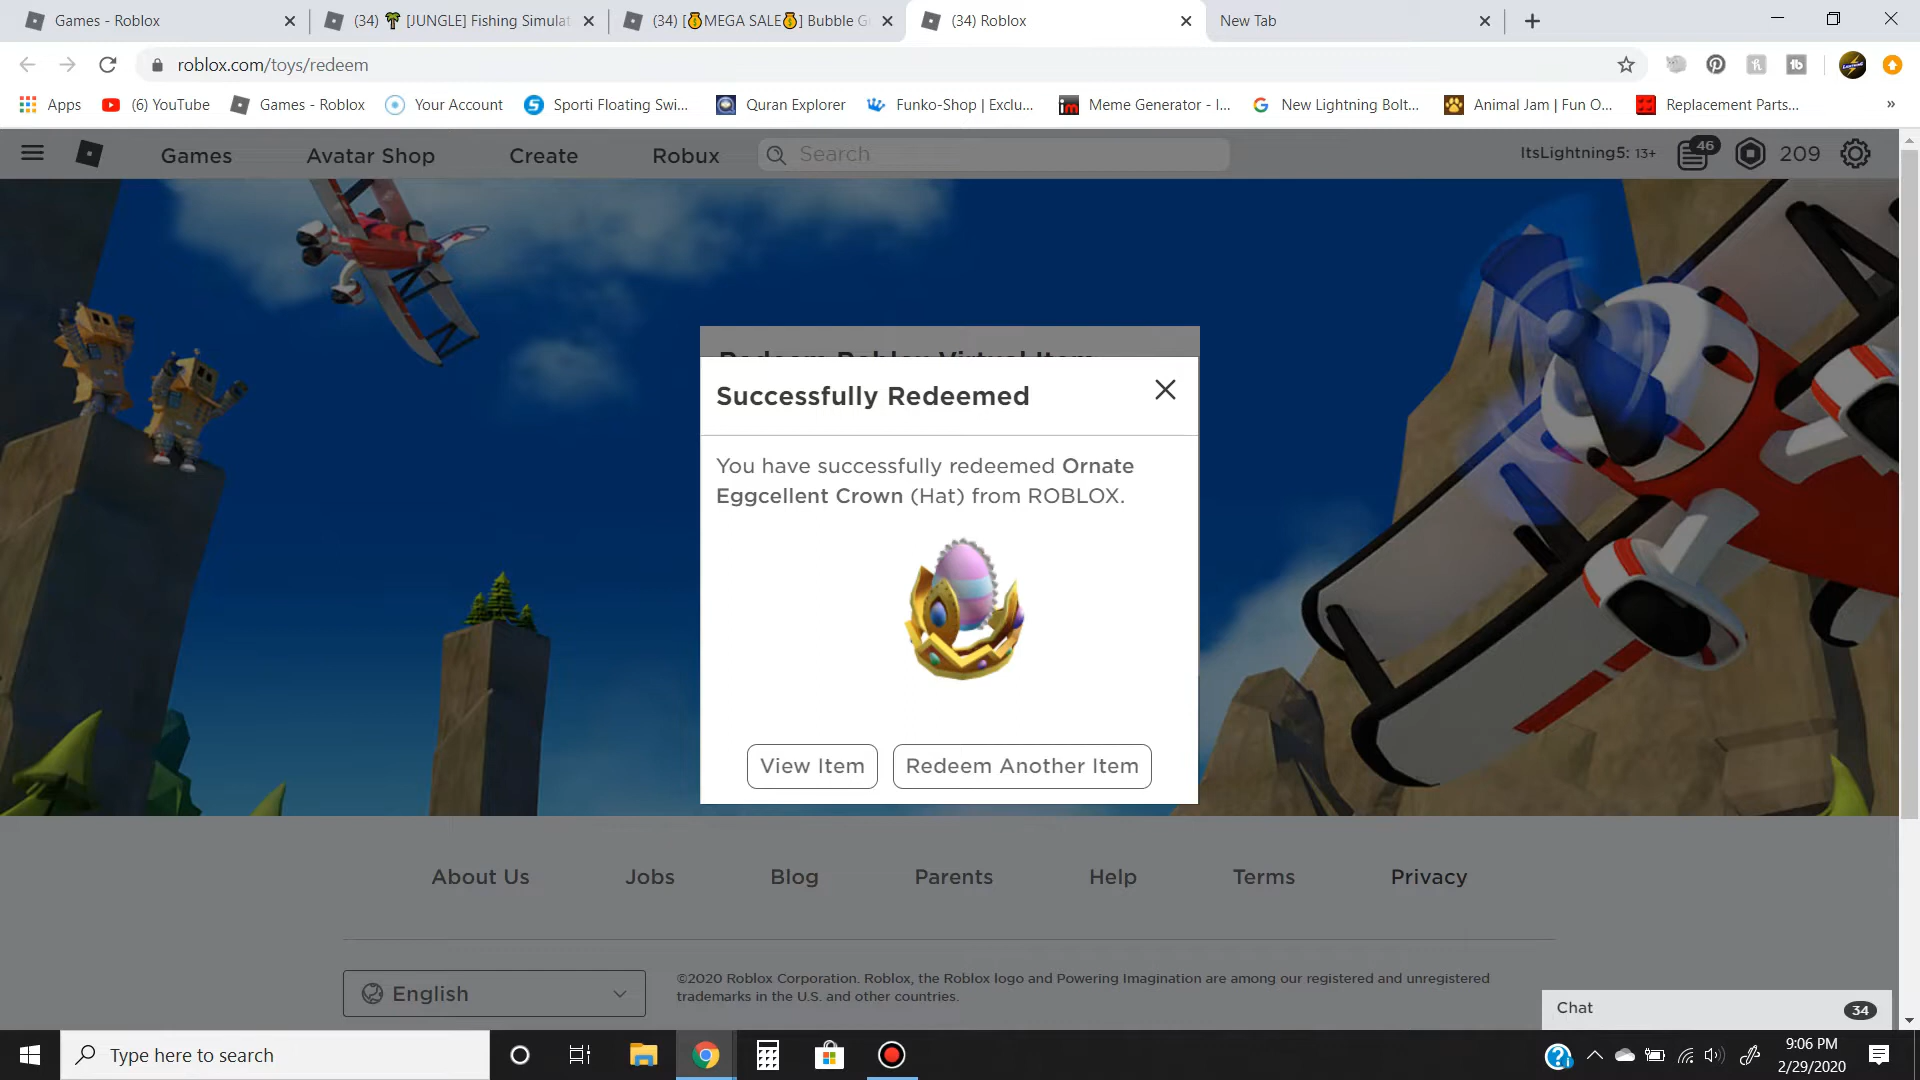 Games - Roblox
(34) 🌴 [JUNGLE] Fishing Simulat
(34) [💰MEGA SALE💰] Bubble G
(34) Roblox
New Tab
roblox.com/toys/redeem
Apps
(6) YouTube
Games - Roblox
Your Account
Sporti Floating Swi...
Quran Explorer
Funko-Shop | Exclu...
Meme Generator - I...
New Lightning Bolt...
Animal Jam | Fun O...
Replacement Parts...
»
Games
Avatar Shop
Create
Robux
Search
ItsLightning5: 13+
46
209
Redeem Roblox Virtual Item
Successfully Redeemed
You have successfully redeemed Ornate
Eggcellent Crown (Hat) from ROBLOX.
View Item
Redeem Another Item
About Us
Jobs
Blog
Parents
Help
Terms
Privacy
English
©2020 Roblox Corporation. Roblox, the Roblox logo and Powering Imagination are among our registered and unregistered
trademarks in the U.S. and other countries.
Chat
34
Type here to search
9:06 PM
2/29/2020